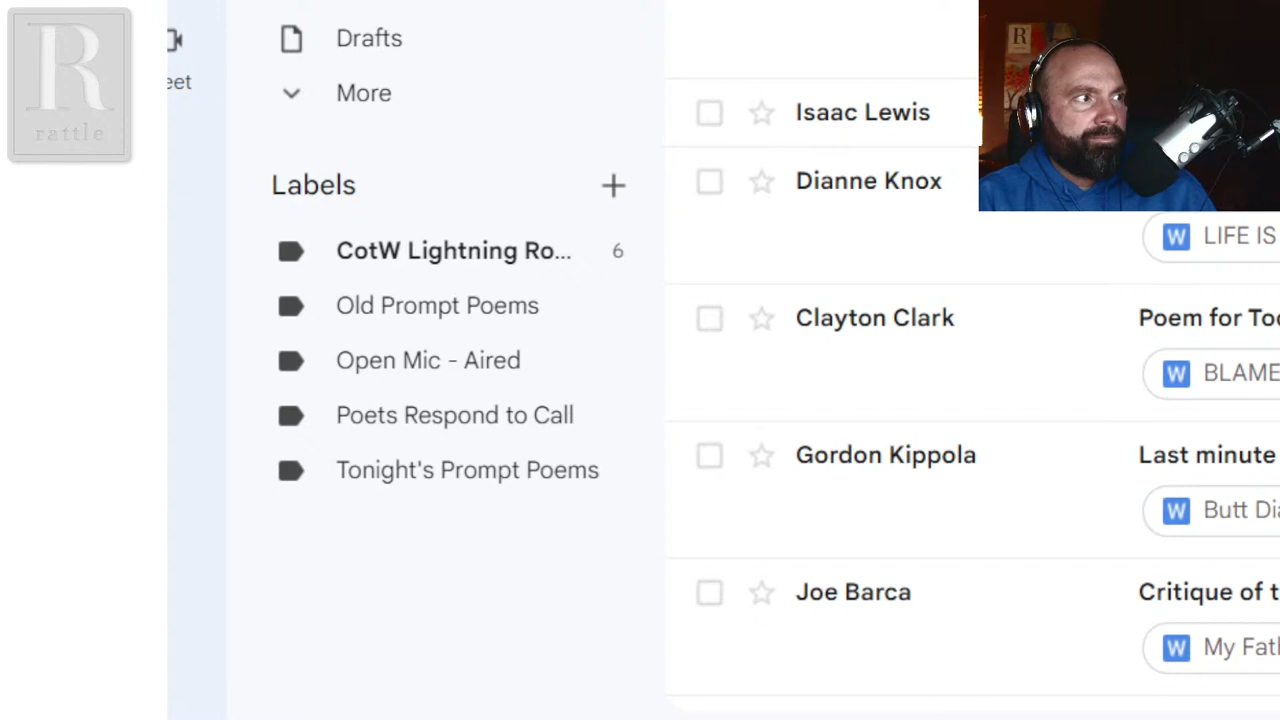 R
rattle
eet
Drafts
More
Labels
CotW Lightning Ro... 6
Old Prompt Poems
Open Mic - Aired
Poets Respond to Call
Tonight's Prompt Poems
R
Isaac Lewis
Dianne Knox
LIFE IS
Clayton Clark Poem for Too
W BLAME
Gordon Kippola Last minute
W Butt Dia
Joe Barca Critique of t
W My Fath